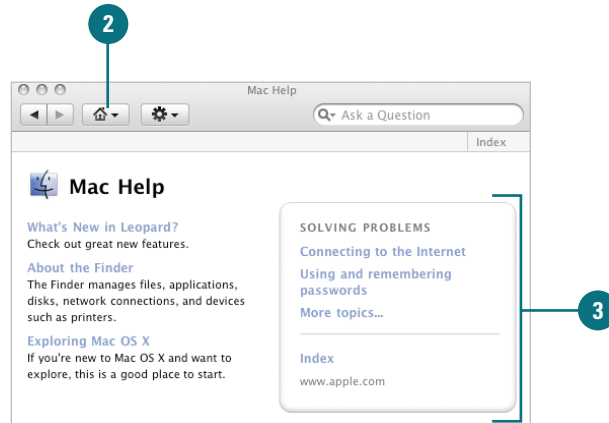 2
Mac Help
Ask a Question
Index
Mac Help
What's New in Leopard?
Check out great new features.
About the Finder
The Finder manages files, applications,
disks, network connections, and devices
such as printers.
Exploring Mac OS X
If you're new to Mac OS X and want to
explore, this is a good place to start.
SOLVING PROBLEMS
Connecting to the Internet
Using and remembering
passwords
More topics...
Index
www.apple.com
3